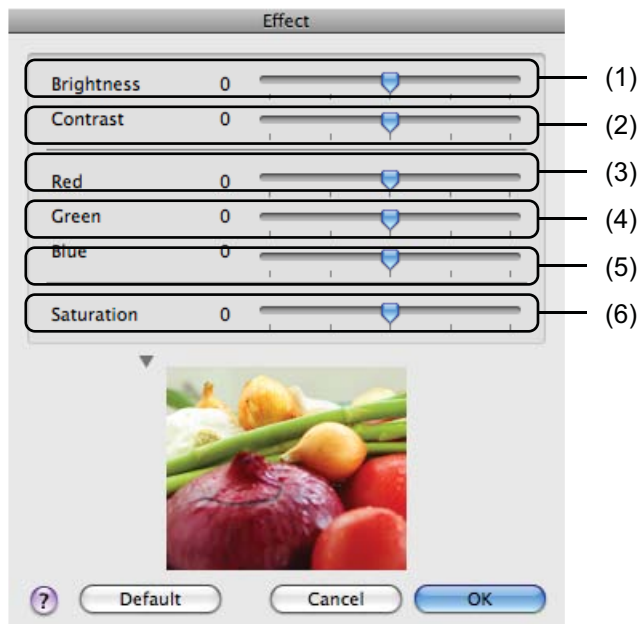 Effect
Brightness 0 (1)
Contrast 0 (2)
Red 0 (3)
Green 0 (4)
Blue 0 (5)
Saturation 0 (6)
? Default Cancel OK